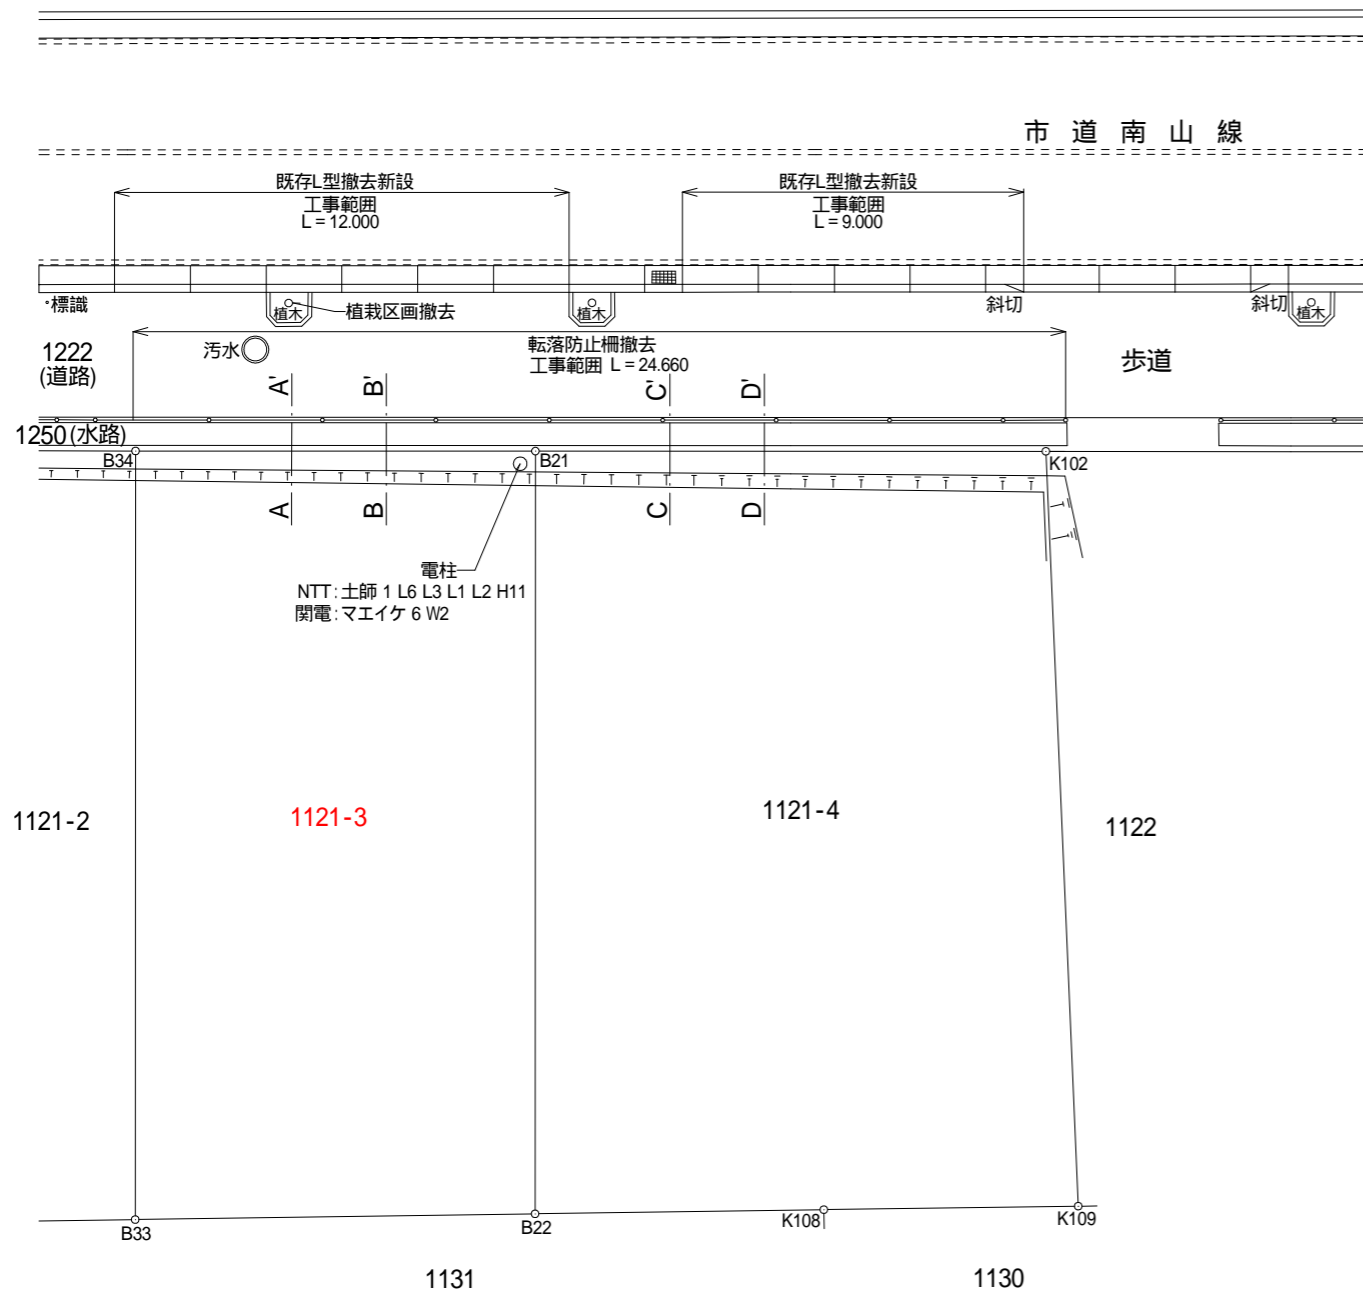 市道南山線
既存L型撤去新設
工事範囲
L = 12.000
既存L型撤去新設
工事範囲
L = 9.000
標識
植木
植栽区画撤去
植木
斜切
斜切
植木
1222
(道路)
汚水
転落防止柵撤去
工事範囲 L = 24.660
歩道
A'
B'
C'
D'
1250 (水路)
B34
B21
K102
A
B
C
D
電柱
NTT : 土師 1 L6 L3 L1 L2 H11
関電 : マエイケ 6 W2
1121-2
1121-3
1121-4
1122
B33
B22
K108
K109
1131
1130